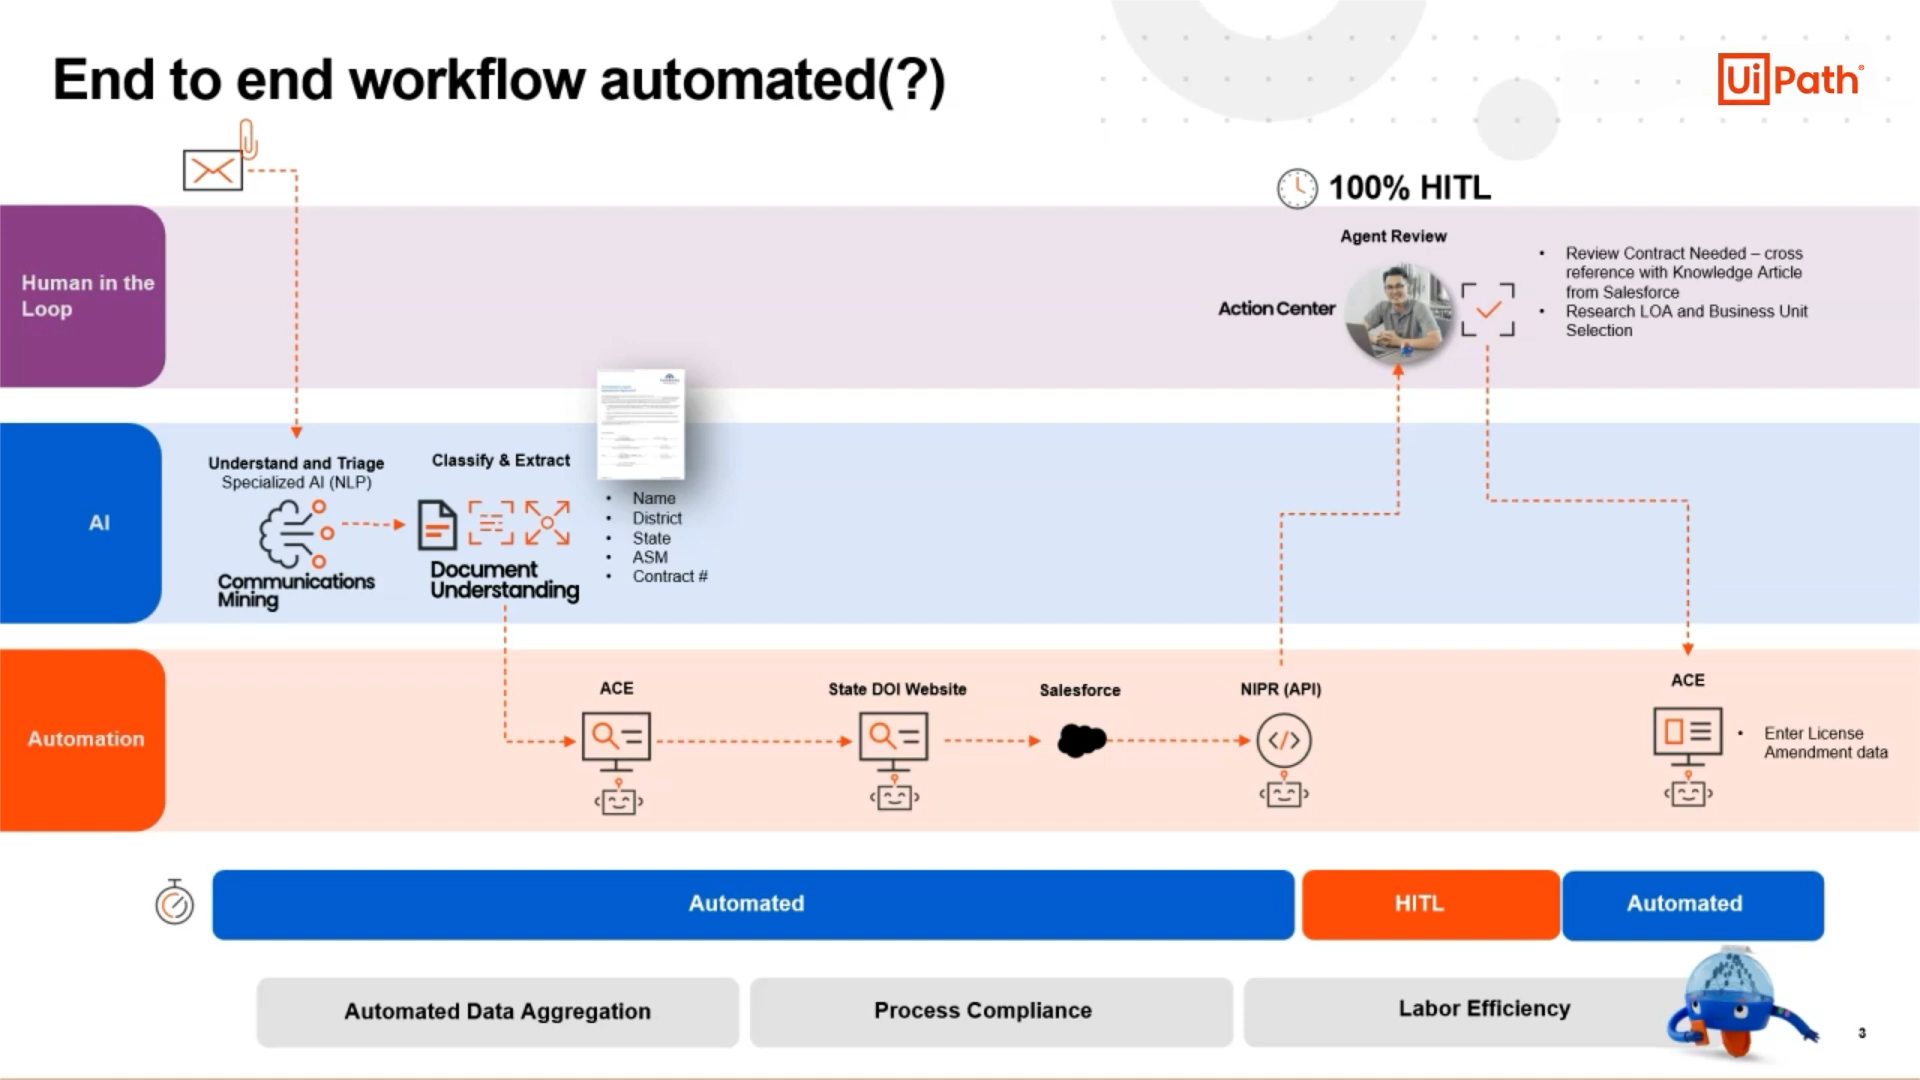 End to end workflow automated(?)
UiPath
100% HITL
Human in the
Loop
Agent Review
Action Center
• Review Contract Needed – cross
reference with Knowledge Article
from Salesforce
• Research LOA and Business Unit
Selection
AI
Understand and Triage
Specialized AI (NLP)
Communications
Mining
Classify & Extract
Document
Understanding
• Name
• District
• State
• ASM
• Contract #
Automation
ACE
State DOI Website
Salesforce
NIPR (API)
</>
ACE
• Enter License
Amendment data
Automated
HITL
Automated
Automated Data Aggregation
Process Compliance
Labor Efficiency
3